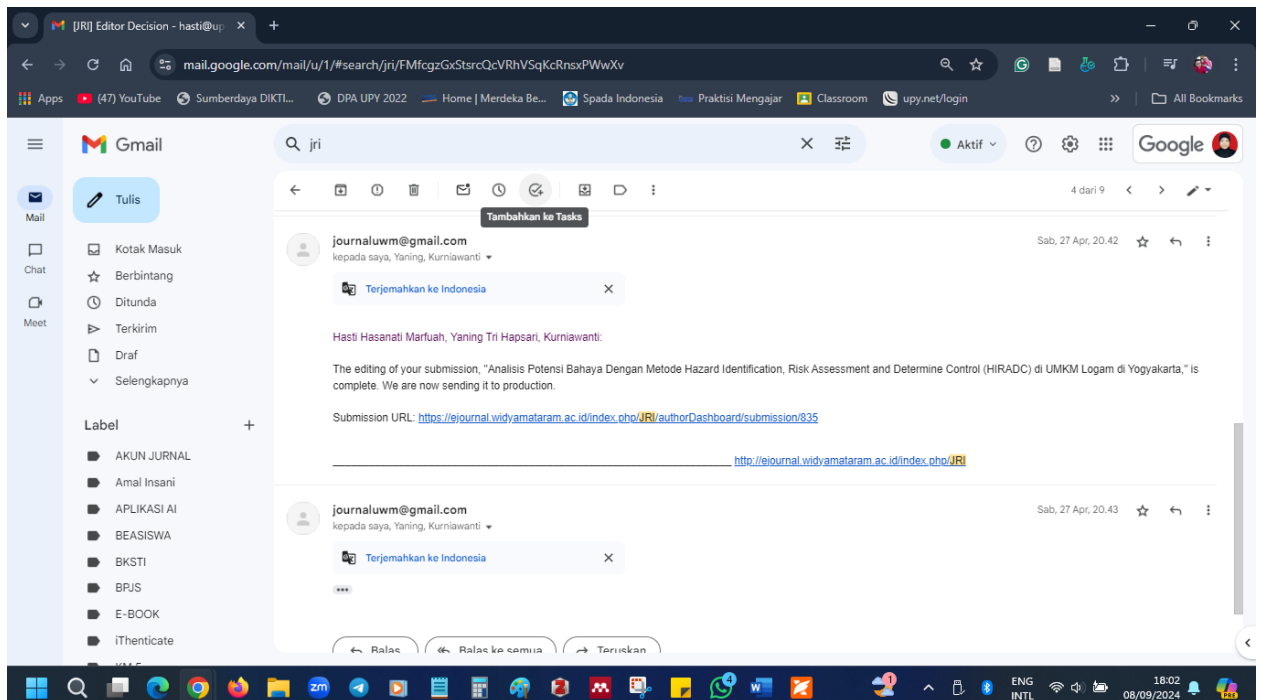 [JRI] Editor Decision - hasti@up
mail.google.com/mail/u/1/#search/jri/FMfcgzGxStsrcQcVRhVSqKcRnsxPWwXv
Apps (47) YouTube Sumberdaya DIKTI... DPA UPY 2022 Home | Merdeka Be... Spada Indonesia Praktisi Mengajar Classroom upy.net/login » All Bookmarks
Gmail jri Aktif Google
Tulis 4 dari 9
Mail
Tambahkan ke Tasks
journaluwm@gmail.com Sab, 27 Apr, 20.42
Kotak Masuk kepada saya, Yaning, Kurniawanti
Chat
Berbintang
Terjemahkan ke Indonesia
Ditunda
Meet
Terkirim
Hasti Hasanati Marfuah, Yaning Tri Hapsari, Kurniawanti:
Draf
The editing of your submission, "Analisis Potensi Bahaya Dengan Metode Hazard Identification, Risk Assessment and Determine Control (HIRADC) di UMKM Logam di Yogyakarta," is
Selengkapnya
complete. We are now sending it to production.
Submission URL: https://ejournal.widyamataram.ac.id/index.php/JRI/authorDashboard/submission/835
Label +
AKUN JURNAL
http://ejournal.widyamataram.ac.id/index.php/JRI
Amal Insani
APLIKASI AI
journaluwm@gmail.com Sab, 27 Apr, 20.43
kepada saya, Yaning, Kurniawanti
BEASISWA
BKSTI
Terjemahkan ke Indonesia
BPJS
E-BOOK
iThenticate
Balas Balas ke semua Teruskan
KM 5
ENG
INTL
18:02
08/09/2024